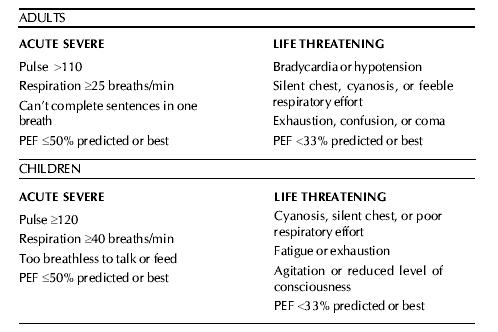 ADULTS
ACUTE SEVERE
Pulse >110
Respiration ≥25 breaths/min
Can't complete sentences in one
breath
PEF ≤50% predicted or best
LIFE THREATENING
Bradycardia or hypotension
Silent chest, cyanosis, or feeble
respiratory effort
Exhaustion, confusion, or coma
PEF <33% predicted or best
CHILDREN
ACUTE SEVERE
Pulse ≥120
Respiration ≥40 breaths/min
Too breathless to talk or feed
PEF ≤50% predicted or best
LIFE THREATENING
Cyanosis, silent chest, or poor
respiratory effort
Fatigue or exhaustion
Agitation or reduced level of
consciousness
PEF <33% predicted or best